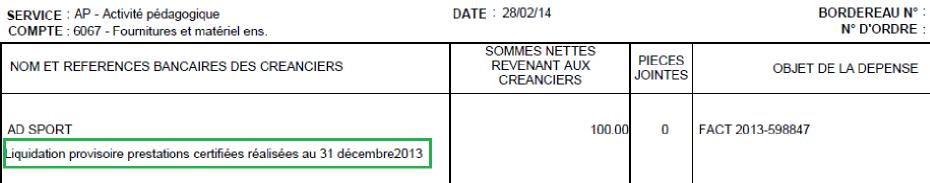 SERVICE : AP - Activité pédagogique DATE : 28/02/14 BORDEREAU N° :
COMPTE : 6067 - Fournitures et matériel ens. N° D'ORDRE :
NOM ET REFERENCES BANCAIRES DES CREANCIERS
SOMMES NETTES
REVENANT AUX
CREANCIERS
PIECES
JOINTES
OBJET DE LA DEPENSE
AD SPORT 100.00 0 FACT 2013-598847
Liquidation provisoire prestations certifiées réalisées au 31 décembre2013